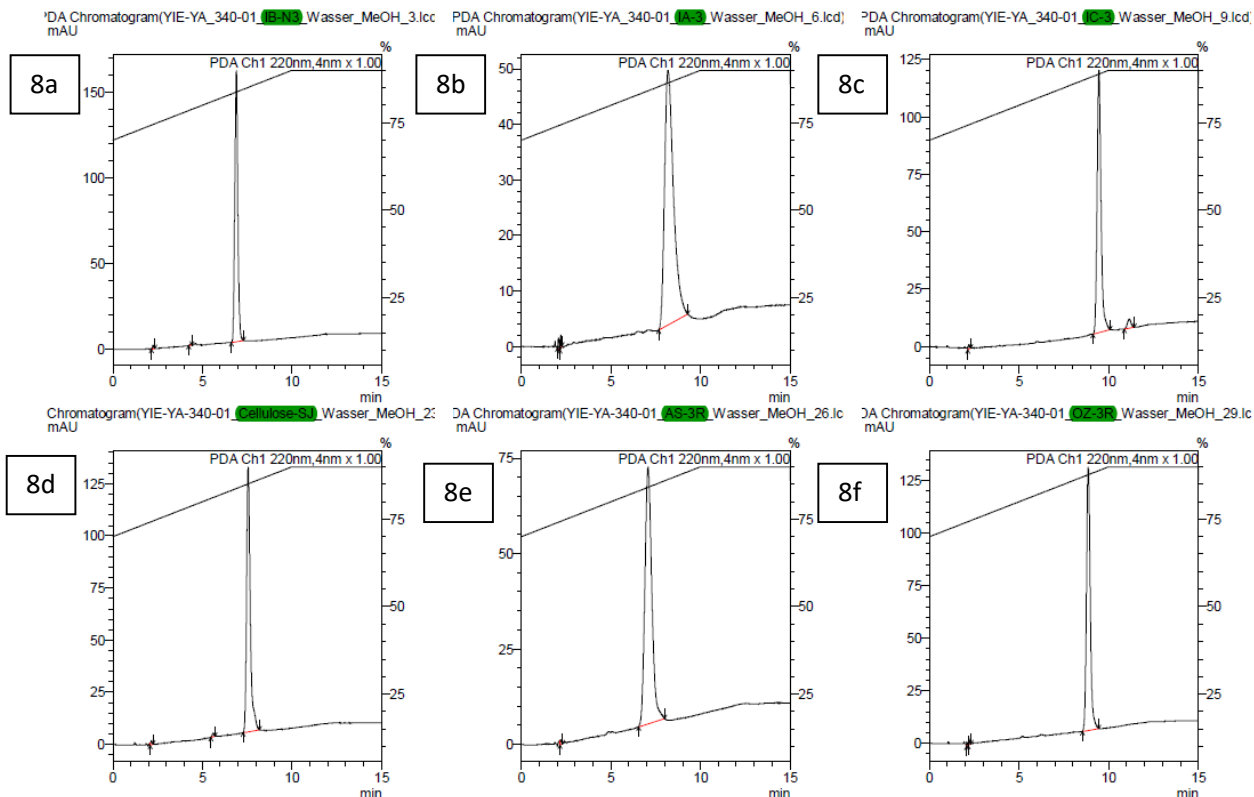 PDA Chromatogram(YIE-YA_340-01_IB-N3_Wasser_MeOH_3.lcc
mAU
%
8a
PDA Ch1 220nm,4nm x 1.00
150
100
50
0
75
50
25
0 5 10 15
min
PDA Chromatogram(YIE-YA_340-01_IA-3_Wasser_MeOH_6.lcd)
mAU
%
8b
PDA Ch1 220nm,4nm x 1.00
50
40
30
20
10
0
75
50
25
0 5 10 15
min
PDA Chromatogram(YIE-YA_340-01_IC-3_Wasser_MeOH_9.lcd)
mAU
%
8c
PDA Ch1 220nm,4nm x 1.00
125
100
75
50
25
0
75
50
25
0 5 10 15
min
Chromatogram(YIE-YA-340-01_Cellulose-SJ_Wasser_MeOH_23
mAU
%
8d
PDA Ch1 220nm,4nm x 1.00
125
100
75
50
25
0
75
50
25
0 5 10 15
min
DA Chromatogram(YIE-YA-340-01_AS-3R_Wasser_MeOH_26.lc
mAU
%
8e
PDA Ch1 220nm,4nm x 1.00
75
50
25
0
75
50
25
0 5 10 15
min
DA Chromatogram(YIE-YA-340-01_OZ-3R_Wasser_MeOH_29.lc
mAU
%
8f
PDA Ch1 220nm,4nm x 1.00
125
100
75
50
25
0
75
50
25
0 5 10 15
min